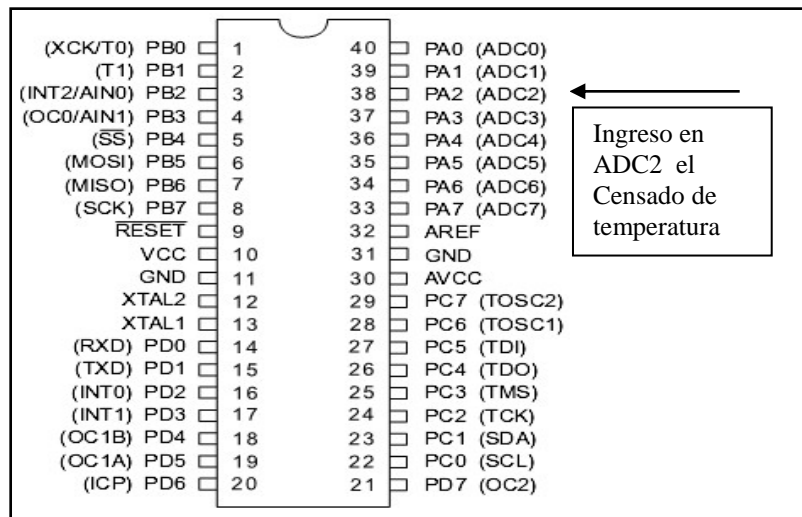 (XCK/T0) PB0 1 40 PA0 (ADC0)
(T1) PB1 2 39 PA1 (ADC1)
(INT2/AIN0) PB2 3 38 PA2 (ADC2)
(OC0/AIN1) PB3 4 37 PA3 (ADC3)
(S̅S̅) PB4 5 36 PA4 (ADC4)
(MOSI) PB5 6 35 PA5 (ADC5)
(MISO) PB6 7 34 PA6 (ADC6)
(SCK) PB7 8 33 PA7 (ADC7)
R̅E̅S̅E̅T̅ 9 32 AREF
VCC 10 31 GND
GND 11 30 AVCC
XTAL2 12 29 PC7 (TOSC2)
XTAL1 13 28 PC6 (TOSC1)
(RXD) PD0 14 27 PC5 (TDI)
(TXD) PD1 15 26 PC4 (TDO)
(INT0) PD2 16 25 PC3 (TMS)
(INT1) PD3 17 24 PC2 (TCK)
(OC1B) PD4 18 23 PC1 (SDA)
(OC1A) PD5 19 22 PC0 (SCL)
(ICP) PD6 20 21 PD7 (OC2)
Ingreso en
ADC2 el
Censado de
temperatura